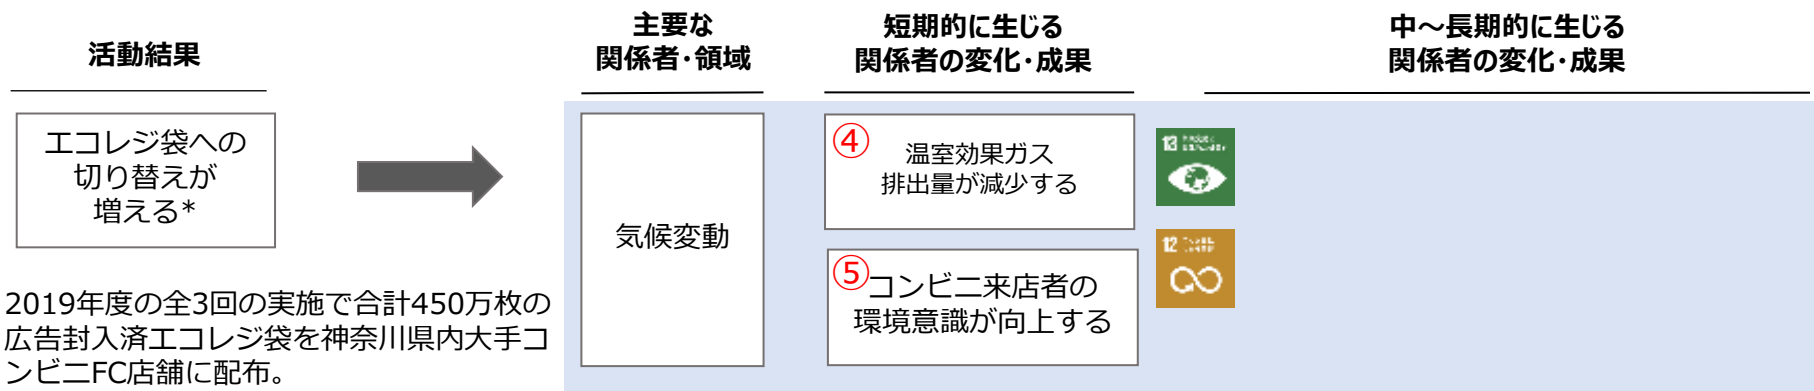 活動結果
主要な
関係者・領域
短期的に生じる
関係者の変化・成果
中～長期的に生じる
関係者の変化・成果
エコレジ袋への
切り替えが
増える*
気候変動
④
温室効果ガス
排出量が減少する
13
⑤
コンビニ来店者の
環境意識が向上する
12
2019年度の全3回の実施で合計450万枚の
広告封入済エコレジ袋を神奈川県内大手コ
ンビニFC店舗に配布。